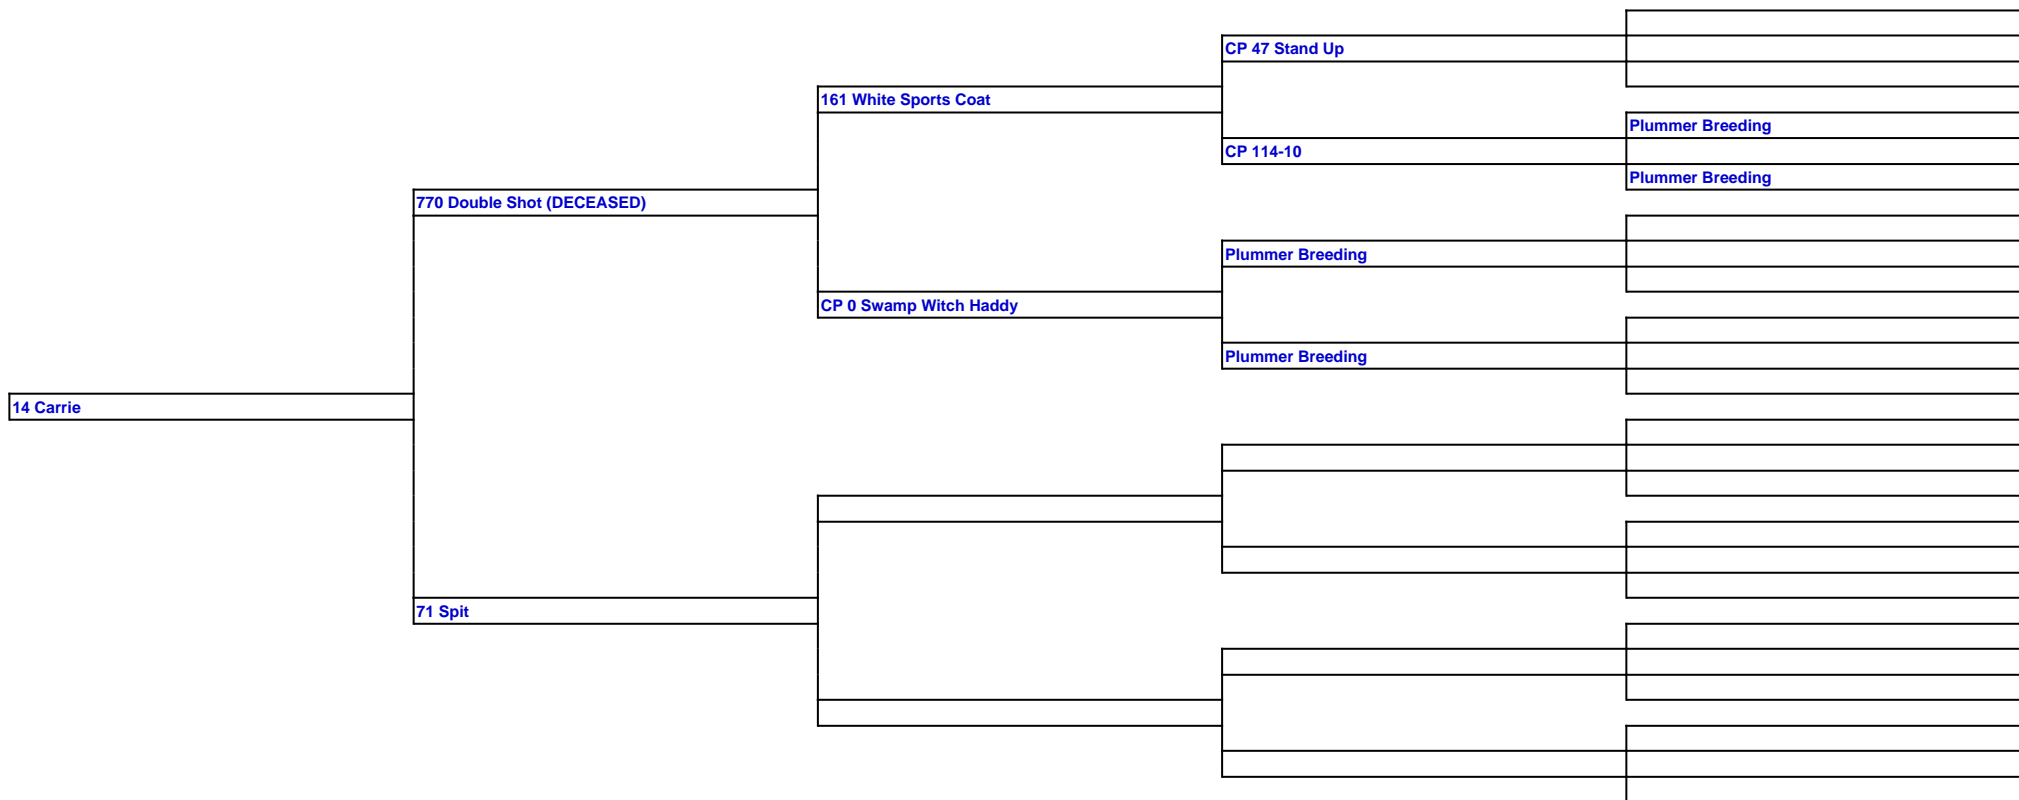 CP 47 Stand Up
161 White Sports Coat
Plummer Breeding
CP 114-10
Plummer Breeding
770 Double Shot (DECEASED)
Plummer Breeding
CP 0 Swamp Witch Haddy
Plummer Breeding
14 Carrie
71 Spit